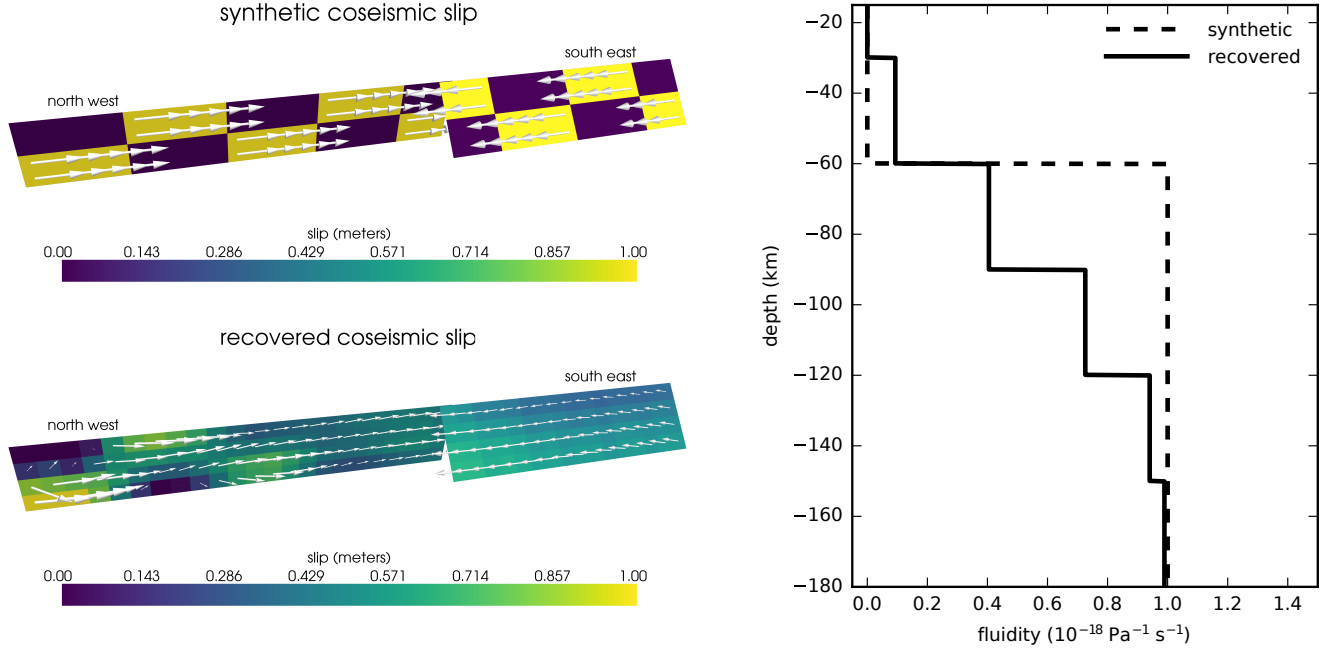 synthetic coseismic slip
south east
north west
slip (meters)
0.00 0.143 0.286 0.429 0.571 0.714 0.857 1.00
recovered coseismic slip
south east
north west
slip (meters)
0.00 0.143 0.286 0.429 0.571 0.714 0.857 1.00
synthetic
recovered
−20
−40
−60
−80
−100
−120
−140
−160
−180
depth (km)
0.0 0.2 0.4 0.6 0.8 1.0 1.2 1.4
fluidity (10⁻¹⁸ Pa⁻¹ s⁻¹)